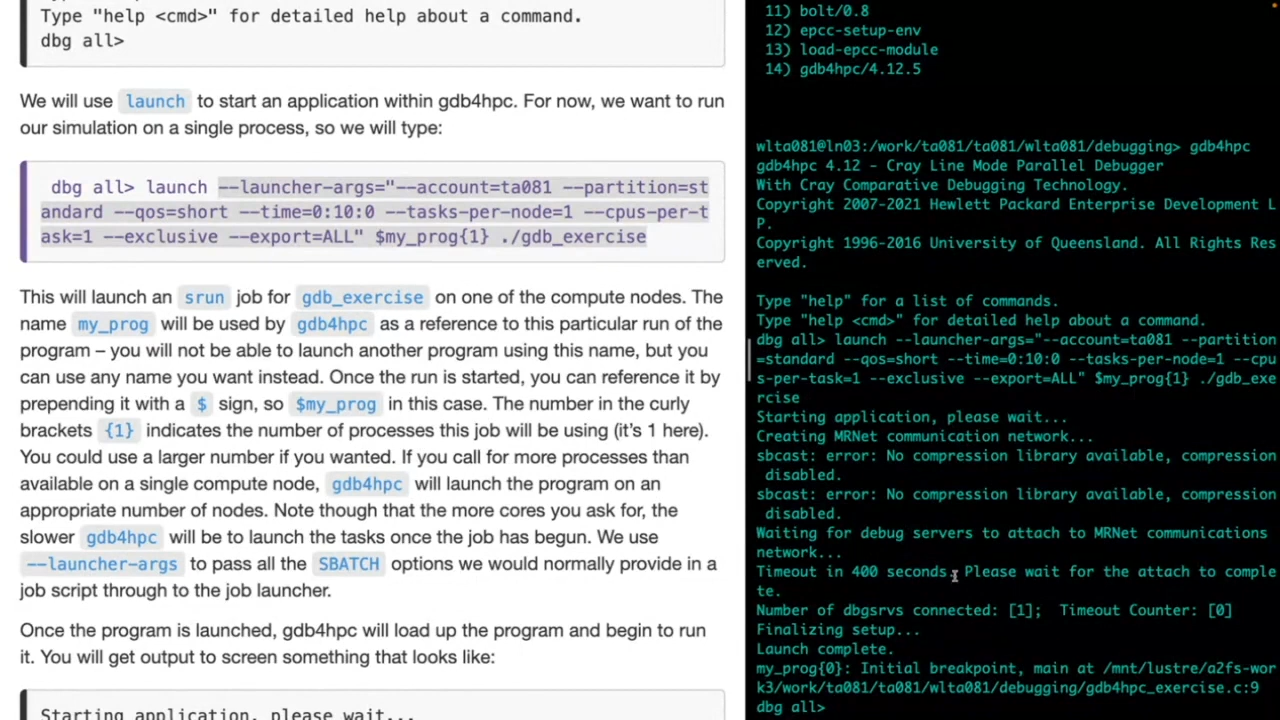 Type "help <cmd>" for detailed help about a command.
dbg all>
We will use launch to start an application within gdb4hpc. For now, we want to run
our simulation on a single process, so we will type:
dbg all> launch --launcher-args="--account=ta081 --partition=st
andard --qos=short --time=0:10:0 --tasks-per-node=1 --cpus-per-t
ask=1 --exclusive --export=ALL" $my_prog{1} ./gdb_exercise
This will launch an srun job for gdb_exercise on one of the compute nodes. The
name my_prog will be used by gdb4hpc as a reference to this particular run of the
program – you will not be able to launch another program using this name, but you
can use any name you want instead. Once the run is started, you can reference it by
prepending it with a $ sign, so $my_prog in this case. The number in the curly
brackets {1} indicates the number of processes this job will be using (it's 1 here).
You could use a larger number if you wanted. If you call for more processes than
available on a single compute node, gdb4hpc will launch the program on an
appropriate number of nodes. Note though that the more cores you ask for, the
slower gdb4hpc will be to launch the tasks once the job has begun. We use
--launcher-args to pass all the SBATCH options we would normally provide in a
job script through to the job launcher.
Once the program is launched, gdb4hpc will load up the program and begin to run
it. You will get output to screen something that looks like:
Starting application, please wait...
11) bolt/0.8
12) epcc-setup-env
13) load-epcc-module
14) gdb4hpc/4.12.5
wlta081@ln03:/work/ta081/ta081/wlta081/debugging> gdb4hpc
gdb4hpc 4.12 - Cray Line Mode Parallel Debugger
With Cray Comparative Debugging Technology.
Copyright 2007-2021 Hewlett Packard Enterprise Development L
P.
Copyright 1996-2016 University of Queensland. All Rights Res
erved.
Type "help" for a list of commands.
Type "help <cmd>" for detailed help about a command.
dbg all> launch --launcher-args="--account=ta081 --partition
=standard --qos=short --time=0:10:0 --tasks-per-node=1 --cpu
s-per-task=1 --exclusive --export=ALL" $my_prog{1} ./gdb_exe
rcise
Starting application, please wait...
Creating MRNet communication network...
sbcast: error: No compression library available, compression
disabled.
sbcast: error: No compression library available, compression
disabled.
Waiting for debug servers to attach to MRNet communications
network...
Timeout in 400 seconds. Please wait for the attach to comple
te.
Number of dbgsrvs connected: [1];  Timeout Counter: [0]
Finalizing setup...
Launch complete.
my_prog{0}: Initial breakpoint, main at /mnt/lustre/a2fs-wor
k3/work/ta081/ta081/wlta081/debugging/gdb4hpc_exercise.c:9
dbg all>